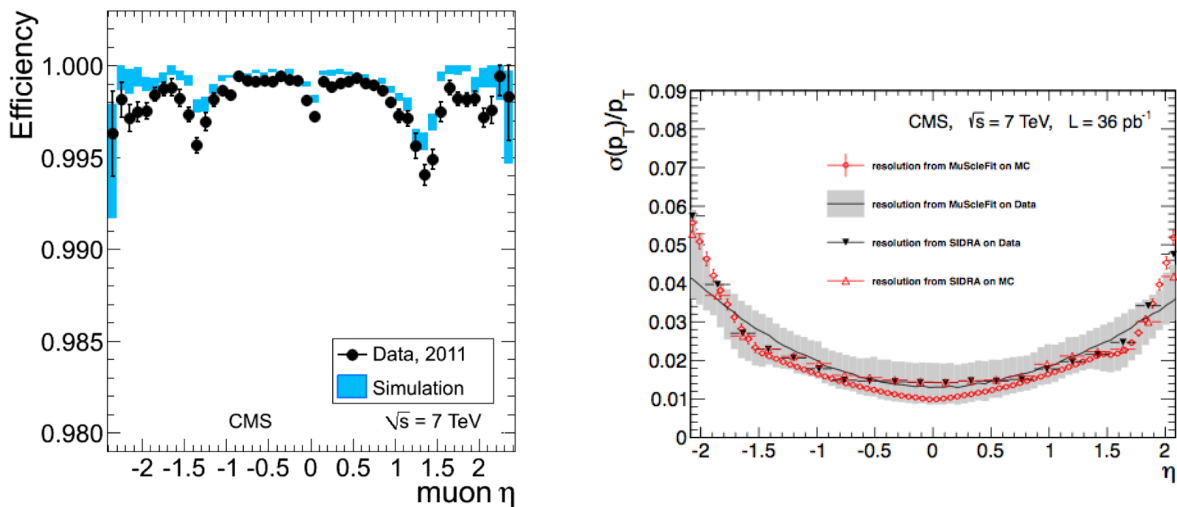 Efficiency
1.000
0.995
0.990
0.985
0.980
Data, 2011
Simulation
CMS √s = 7 TeV
-2 -1.5 -1 -0.5 0 0.5 1 1.5 2
muon η
σ(p_T)/p_T
0.09
0.08
0.07
0.06
0.05
0.04
0.03
0.02
0.01
0
CMS, √s = 7 TeV, L = 36 pb⁻¹
resolution from MuScleFit on MC
resolution from MuScleFit on Data
resolution from SIDRA on Data
resolution from SIDRA on MC
-2 -1.5 -1 -0.5 0 0.5 1 1.5 2
η